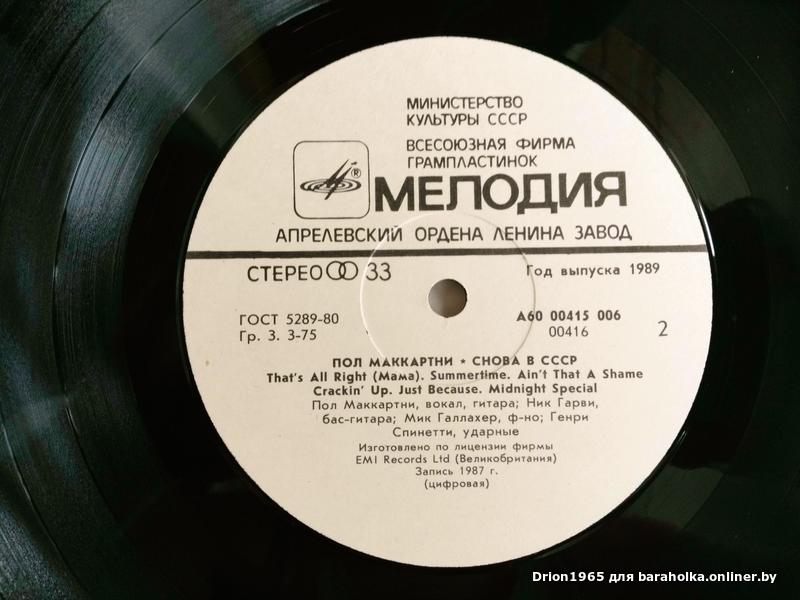 МИНИСТЕРСТВО
КУЛЬТУРЫ СССР
ВСЕСОЮЗНАЯ ФИРМА
ГРАМПЛАСТИНОК
®
МЕЛОДИЯ
АПРЕЛЕВСКИЙ ОРДЕНА ЛЕНИНА ЗАВОД
СТЕРЕО 33
Год выпуска 1989
ГОСТ 5289-80
Гр. 3. 3-75
А60 00415 006
00416
2
ПОЛ МАККАРТНИ • СНОВА В СССР
That's All Right (Мама). Summertime. Ain't That A Shame
Crackin' Up. Just Because. Midnight Special
Пол Маккартни, вокал, гитара; Ник Гарви,
бас-гитара; Мик Галлахер, ф-но; Генри
Спинетти, ударные
Изготовлено по лицензии фирмы
EMI Records Ltd (Великобритания)
Запись 1987 г.
(цифровая)
Drion1965 для baraholka.onliner.by